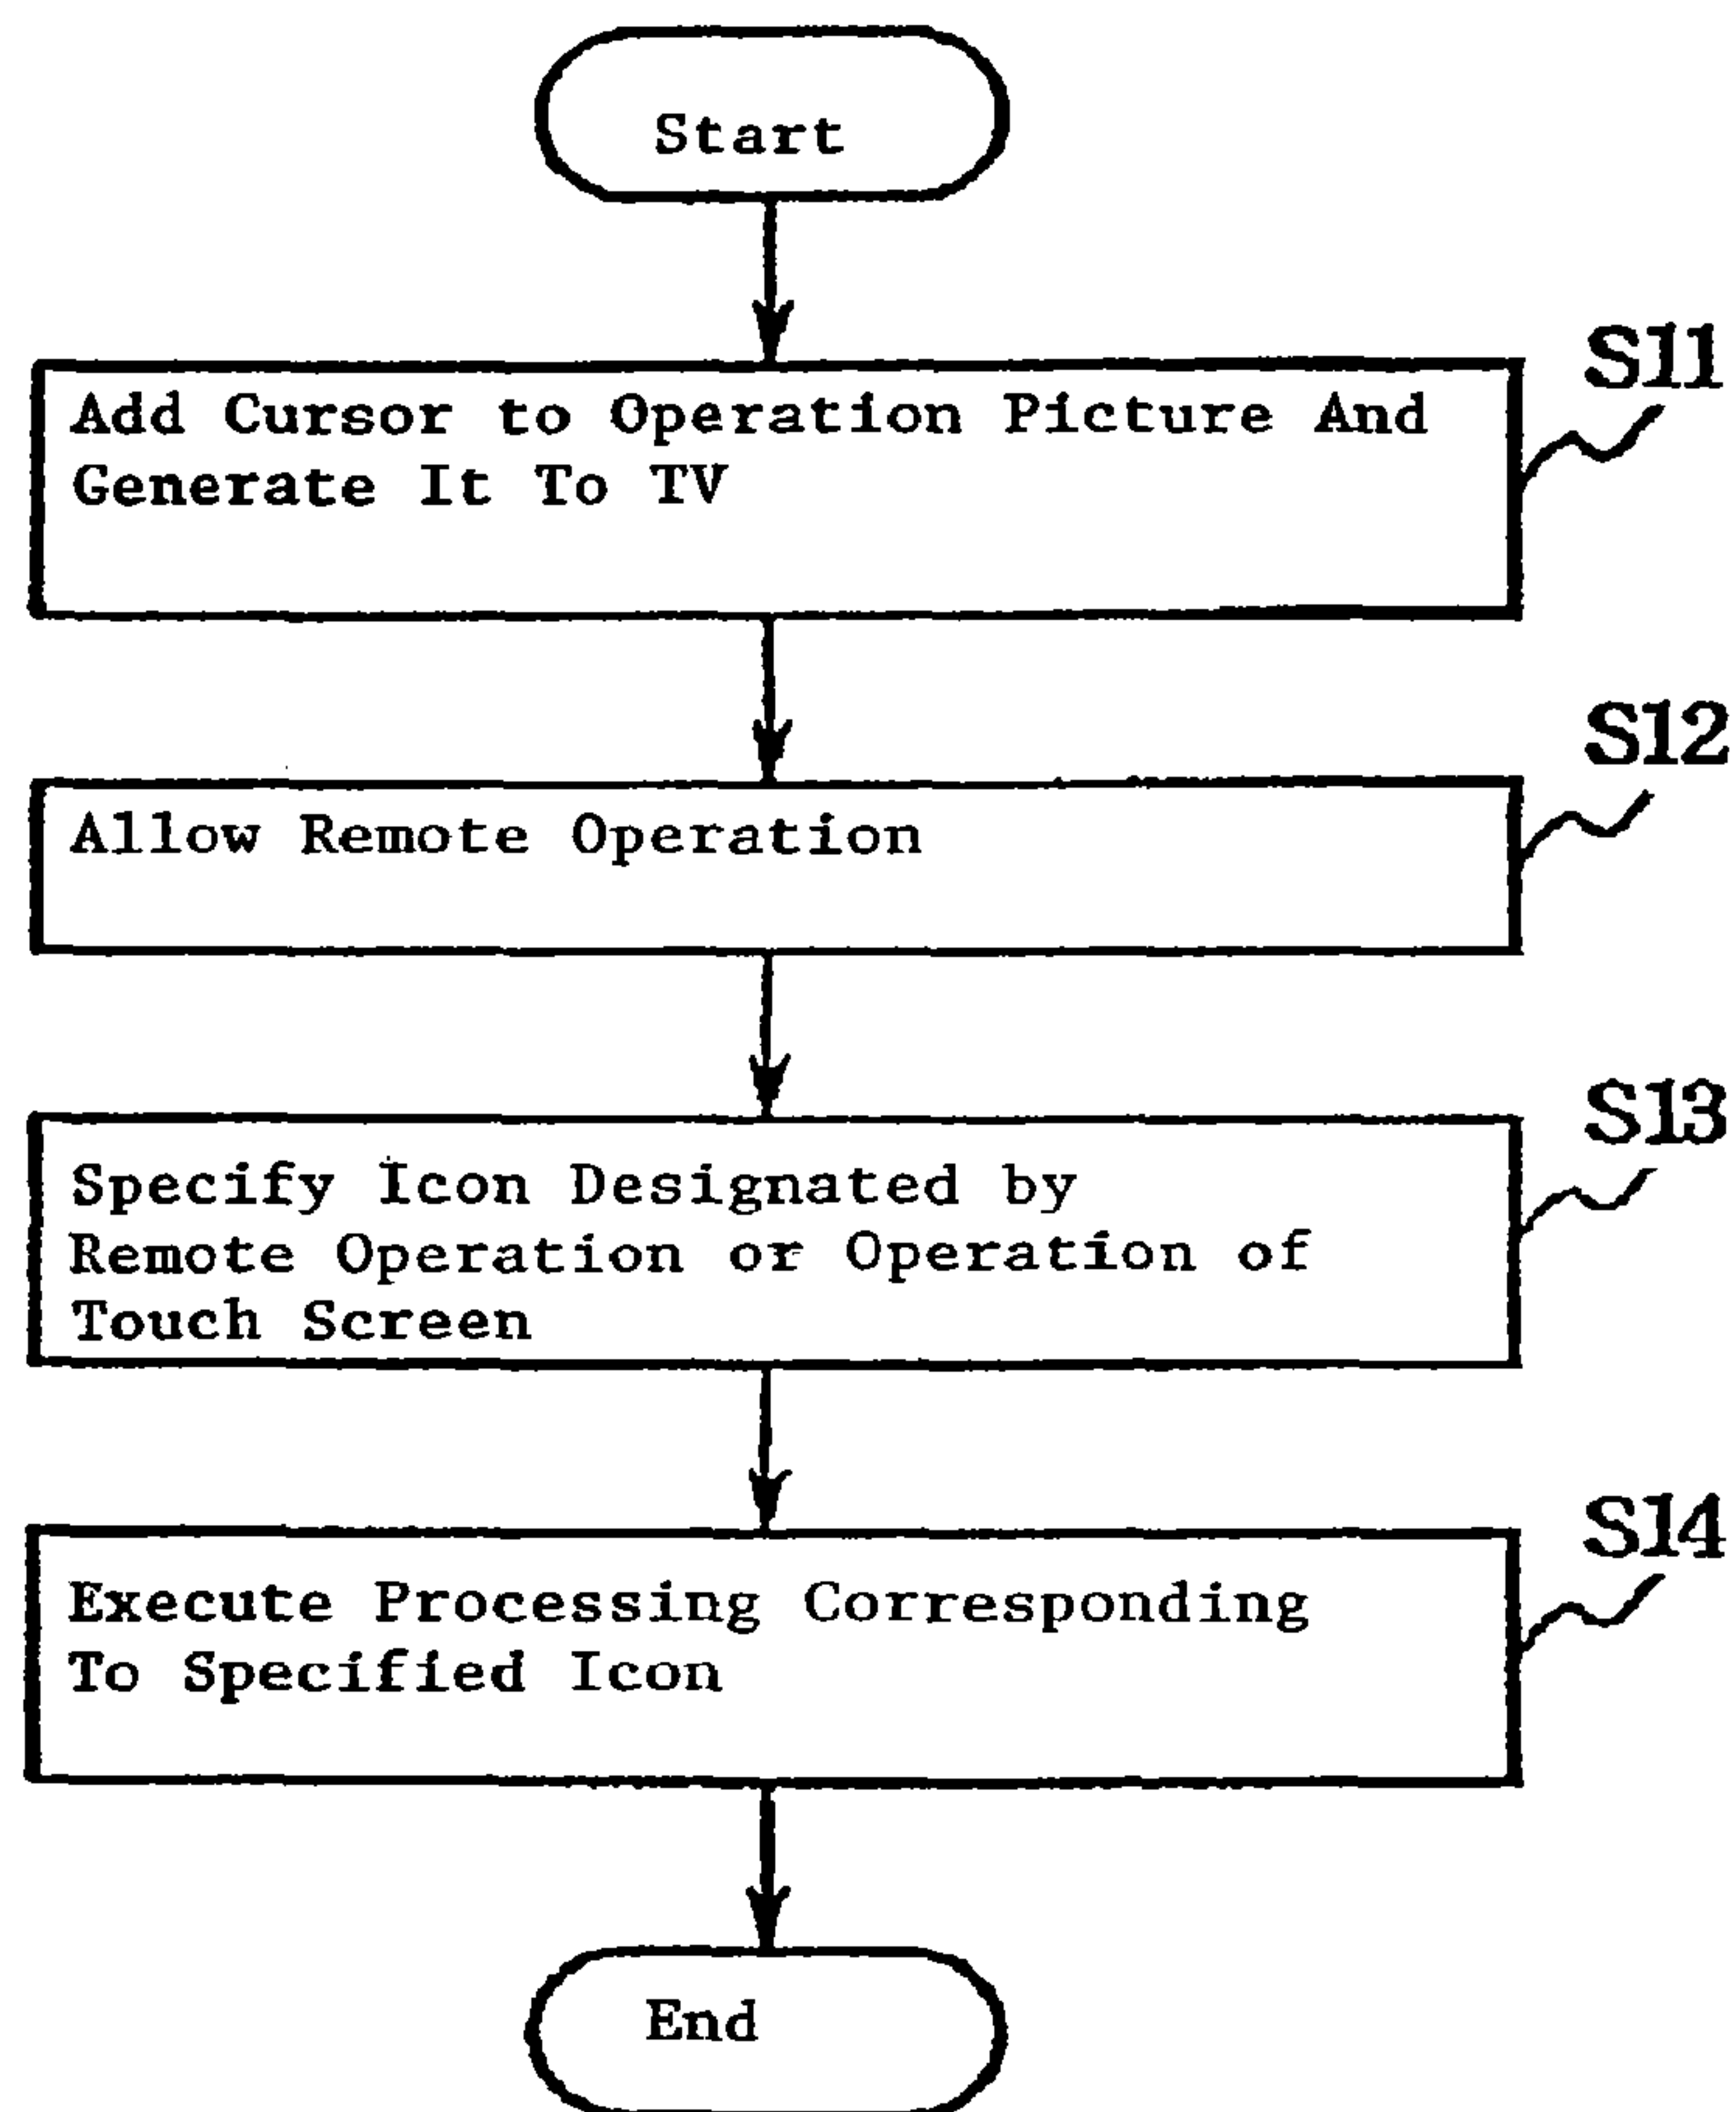 Start
S11
Add Cursor to Operation Picture And
Generate It To TV
S12
Allow Remote Operation
S13
Specify Icon Designated by
Remote Operation or Operation of
Touch Screen
S14
Execute Processing Corresponding
To Specified Icon
End